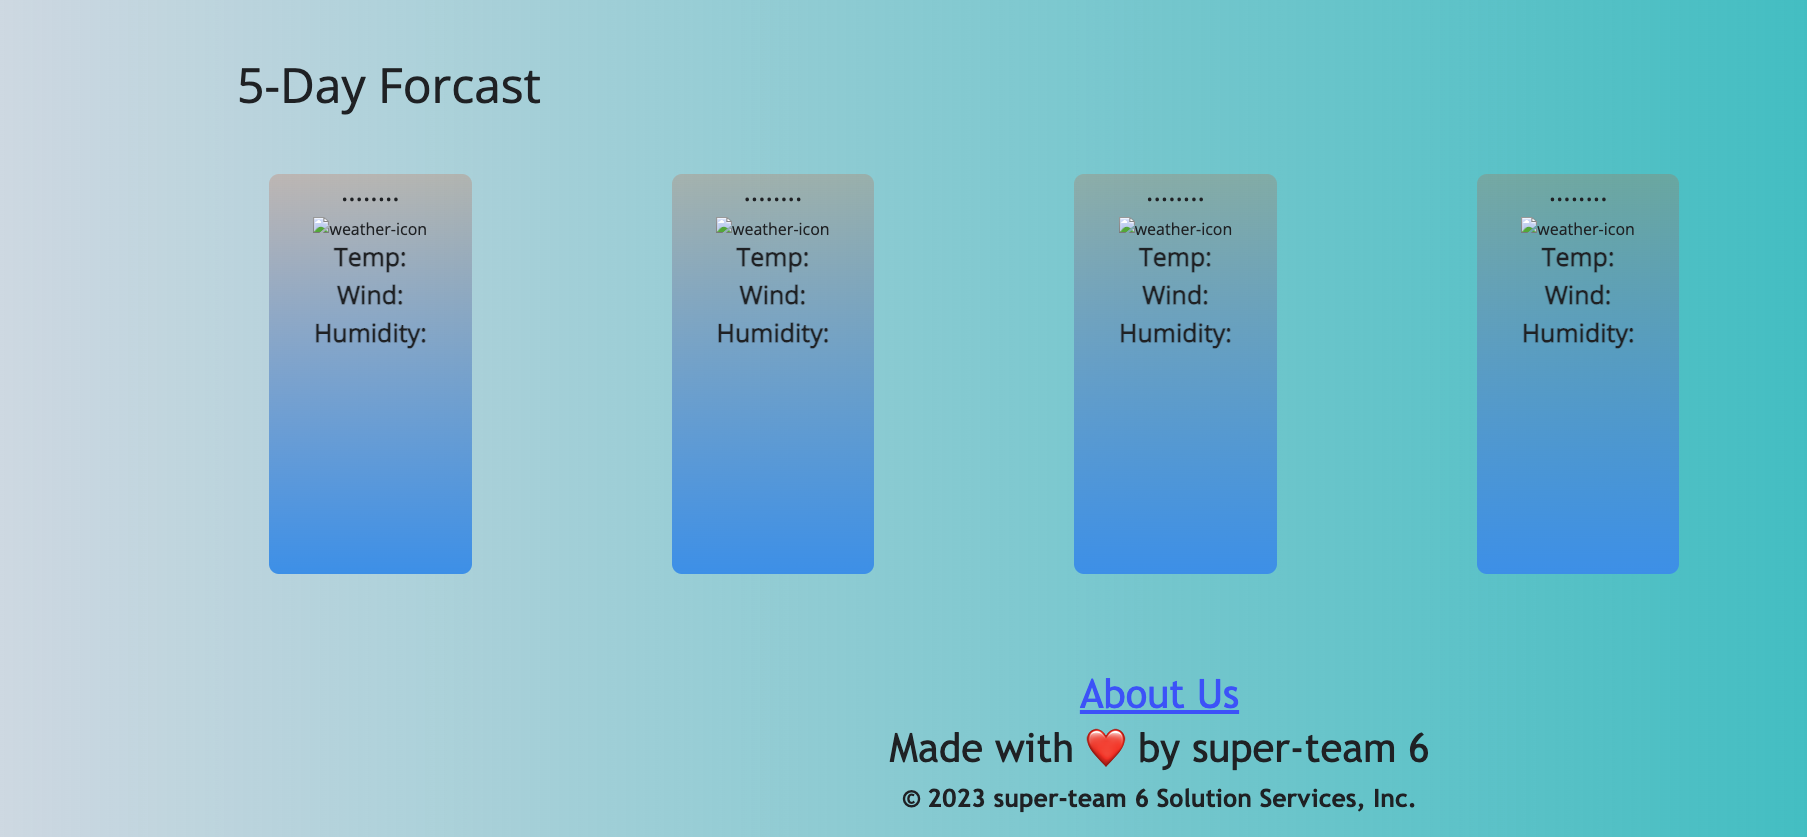 5-Day Forcast
........ ........ ........ ........
weather-icon weather-icon weather-icon weather-icon
Temp: Temp: Temp: Temp:
Wind: Wind: Wind: Wind:
Humidity: Humidity: Humidity: Humidity:
About Us
Made with ❤️ by super-team 6
© 2023 super-team 6 Solution Services, Inc.